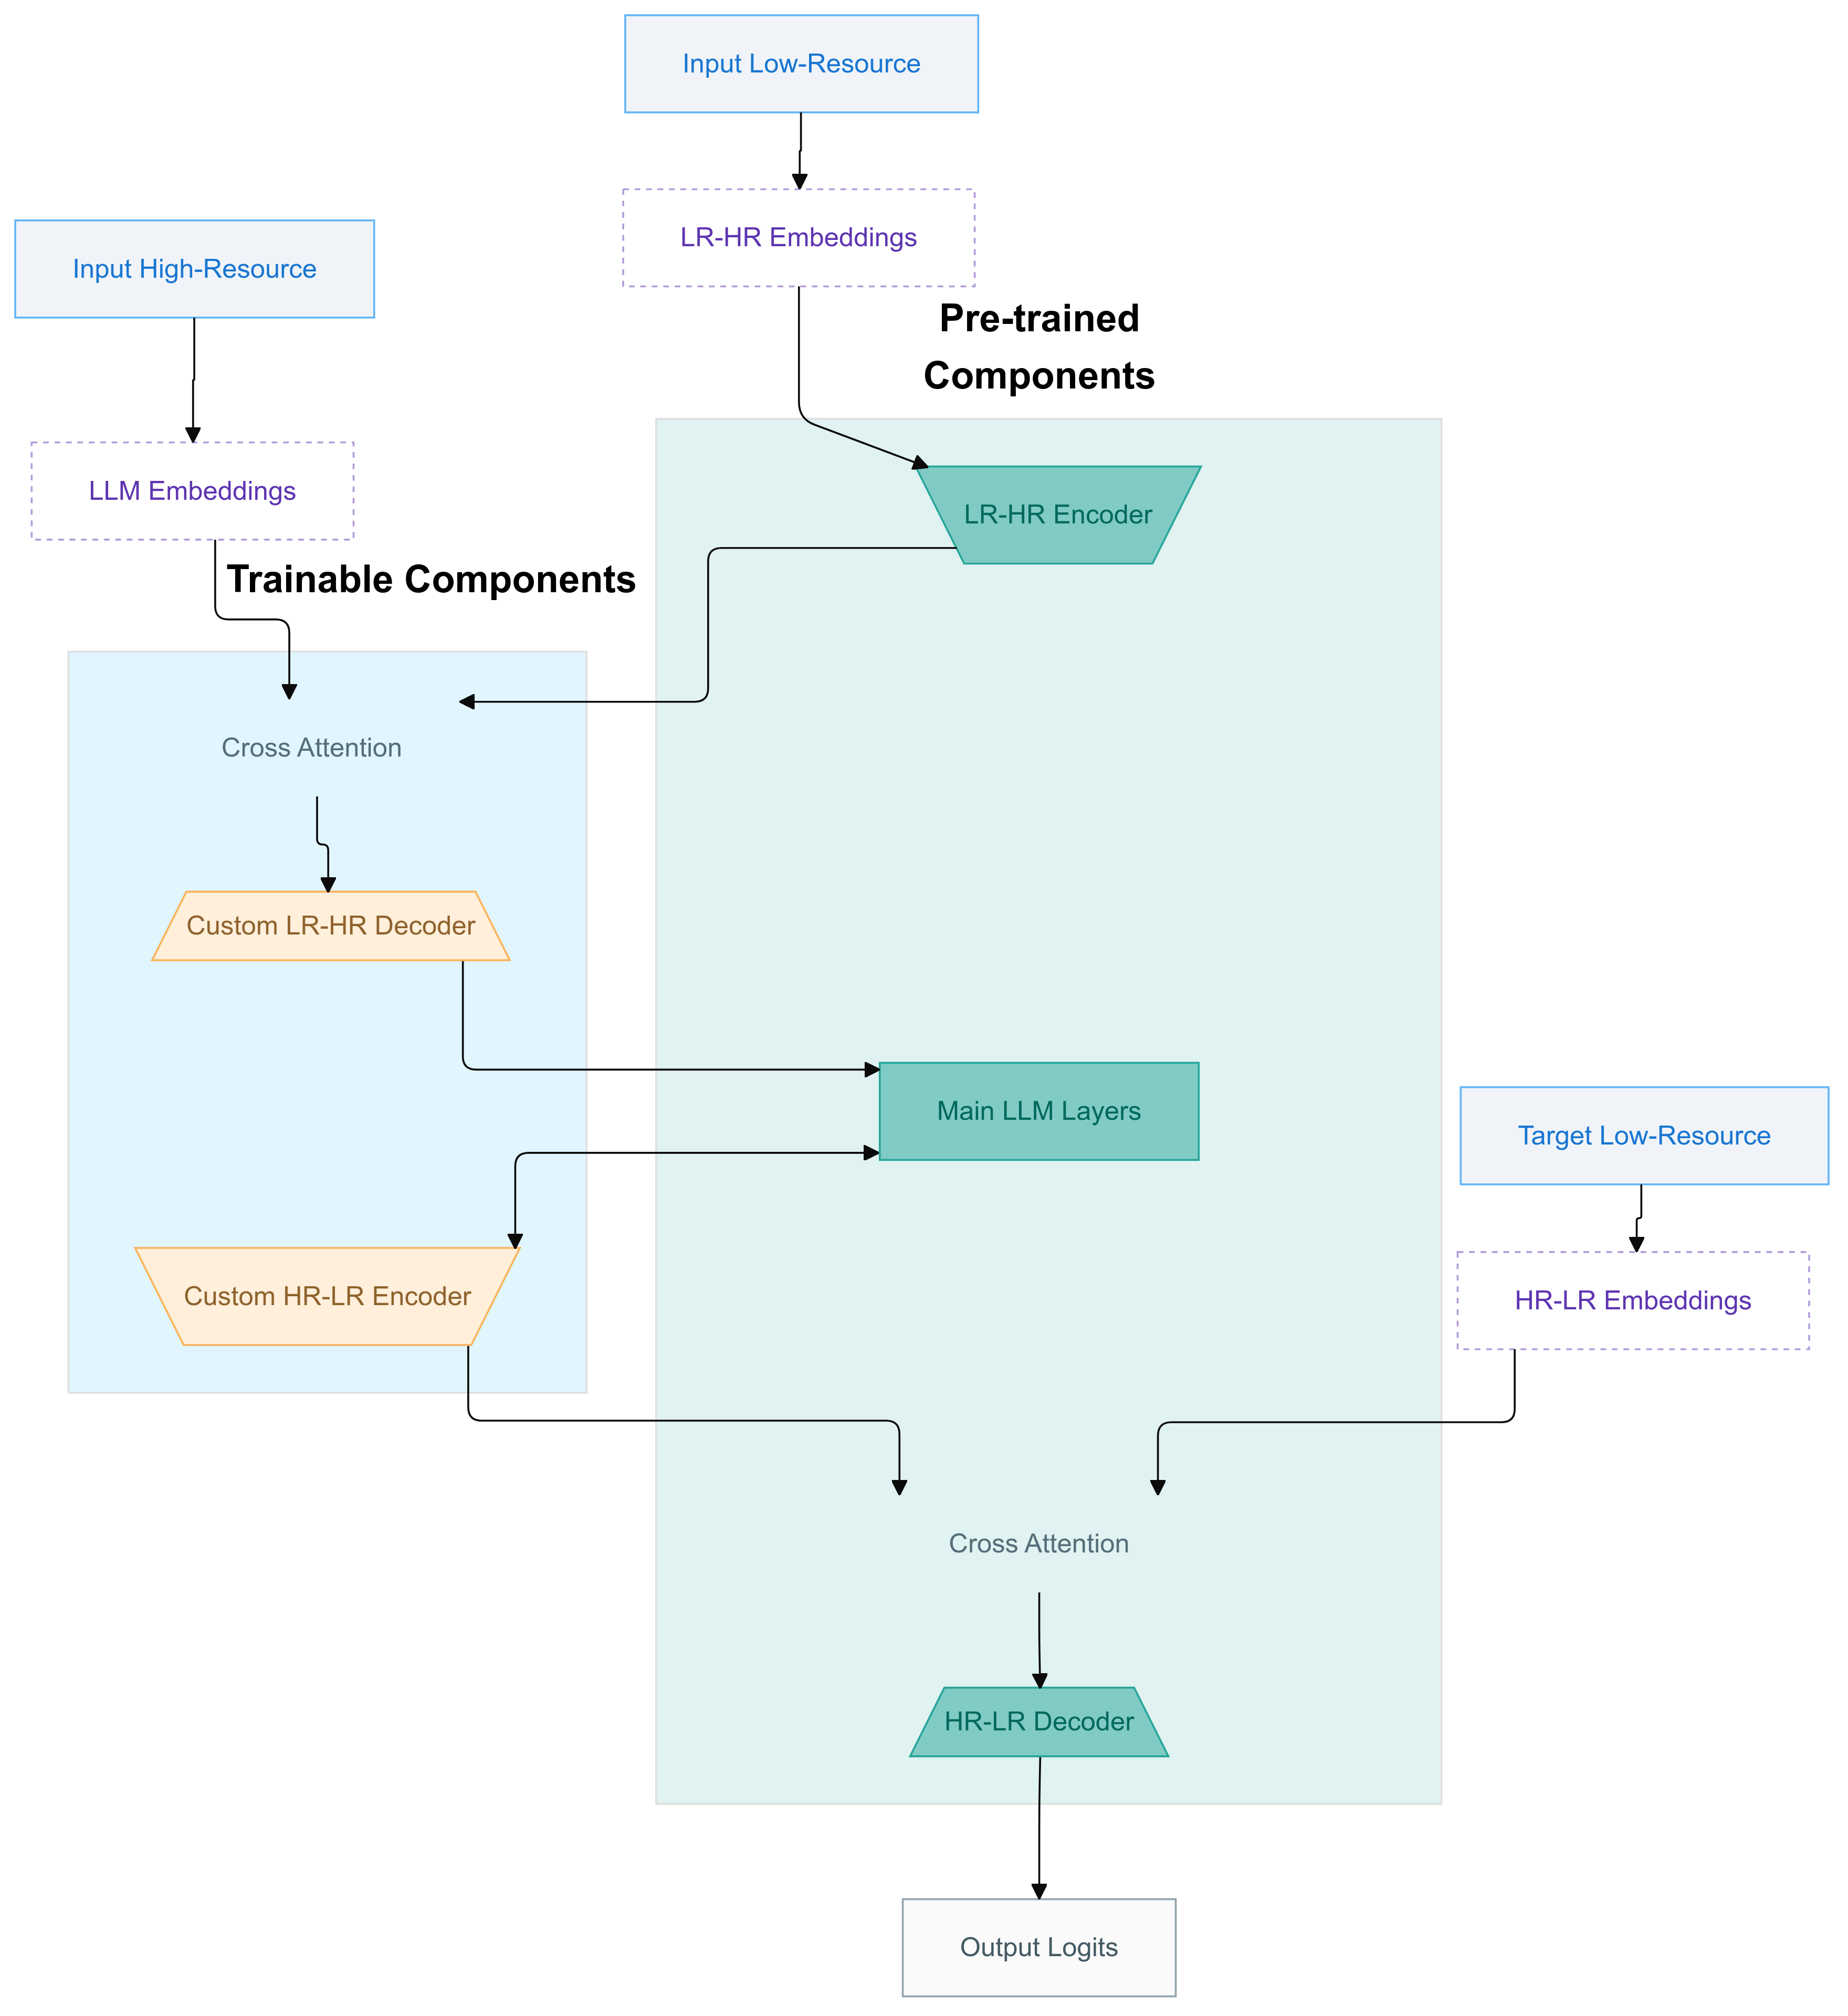 Input Low-Resource
LR-HR Embeddings
Input High-Resource
Pre-trained
Components
LLM Embeddings
LR-HR Encoder
Trainable Components
Cross Attention
Custom LR-HR Decoder
Main LLM Layers
Target Low-Resource
Custom HR-LR Encoder
HR-LR Embeddings
Cross Attention
HR-LR Decoder
Output Logits